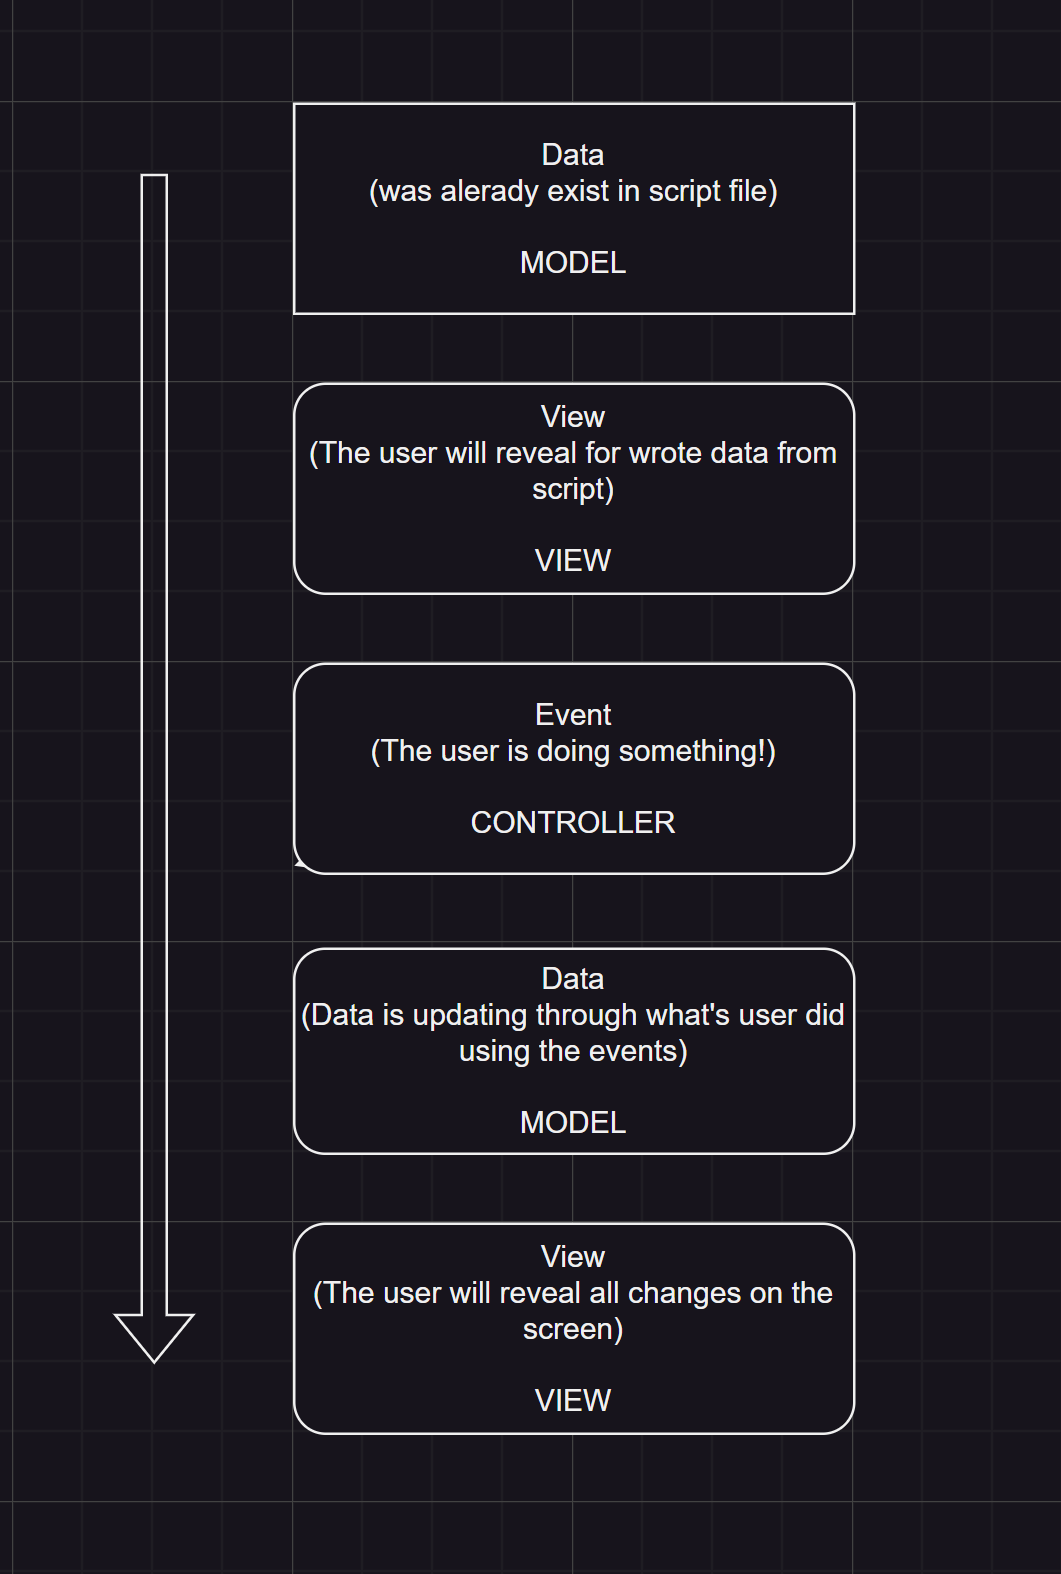 Data
(was alerady exist in script file)
MODEL
View
(The user will reveal for wrote data from
script)
VIEW
Event
(The user is doing something!)
CONTROLLER
Data
(Data is updating through what's user did
using the events)
MODEL
View
(The user will reveal all changes on the
screen)
VIEW